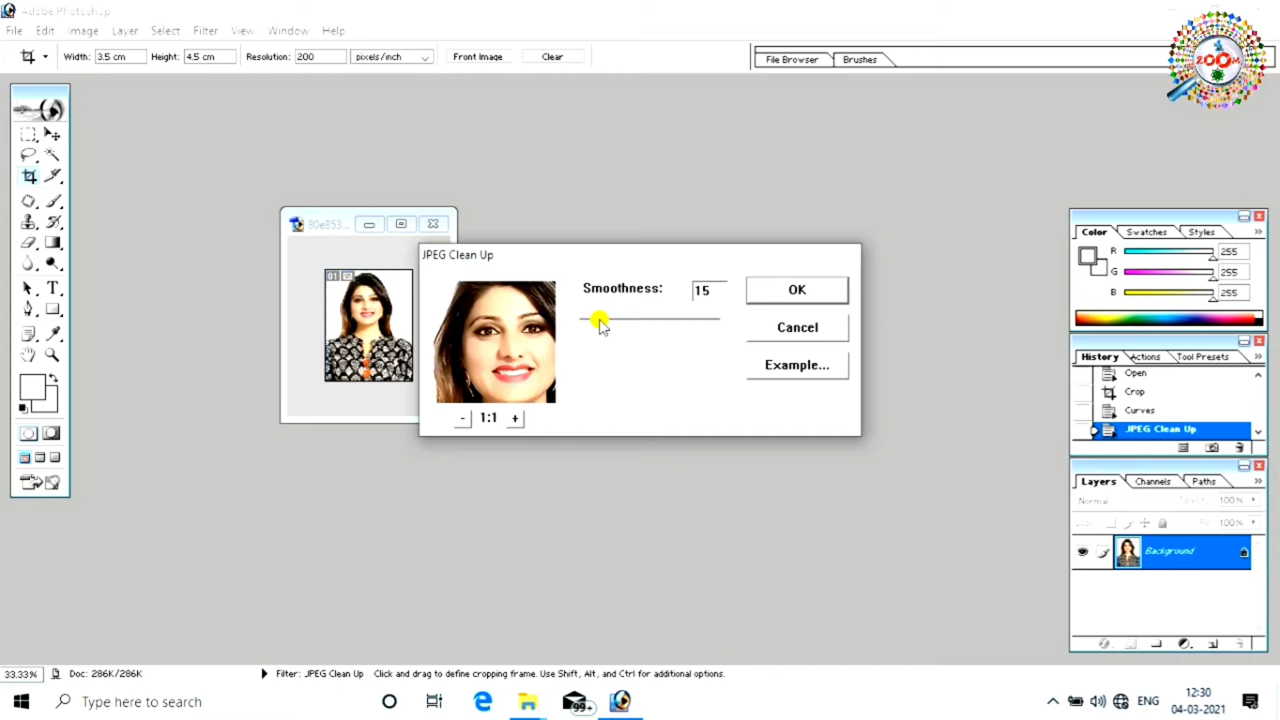 Adobe Photoshop
File Edit Image Layer Select Filter View Window Help
Width: 3.5 cm Height: 4.5 cm Resolution: 200 pixels/inch Front Image Clear
File Browser Brushes
ZOOM
80e853...
01
JPEG Clean Up
Smoothness: 15
OK
Cancel
Example...
- 1:1 +
Color Swatches Styles
R 255
G 255
B 255
History Actions Tool Presets
Open
Crop
Curves
JPEG Clean Up
Layers Channels Paths
Normal Opacity: 100%
100%
Background
33.33% Doc: 286K/286K Filter: JPEG Clean Up Click and drag to define cropping frame. Use Shift, Alt, and Ctrl for additional options.
Type here to search
99+
ENG
12:30
04-03-2021